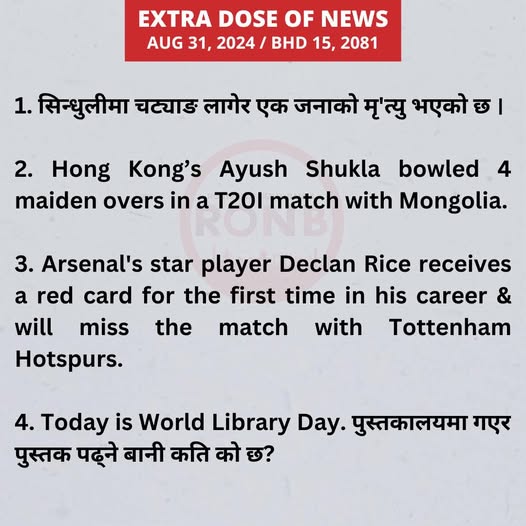 EXTRA DOSE OF NEWS
AUG 31, 2024 / BHD 15, 2081
1. सिन्धुलीमा चट्याङ लागेर एक जनाको मृ'त्यु भएको छ।
2. Hong Kong's Ayush Shukla bowled 4
maiden overs in a T20I match with Mongolia.
RONB
3. Arsenal's star player Declan Rice receives
a red card for the first time in his career &
will miss the match with Tottenham
Hotspurs.
4. Today is World Library Day. पुस्तकालयमा गएर
पुस्तक पढ्ने बानी कति को छ?